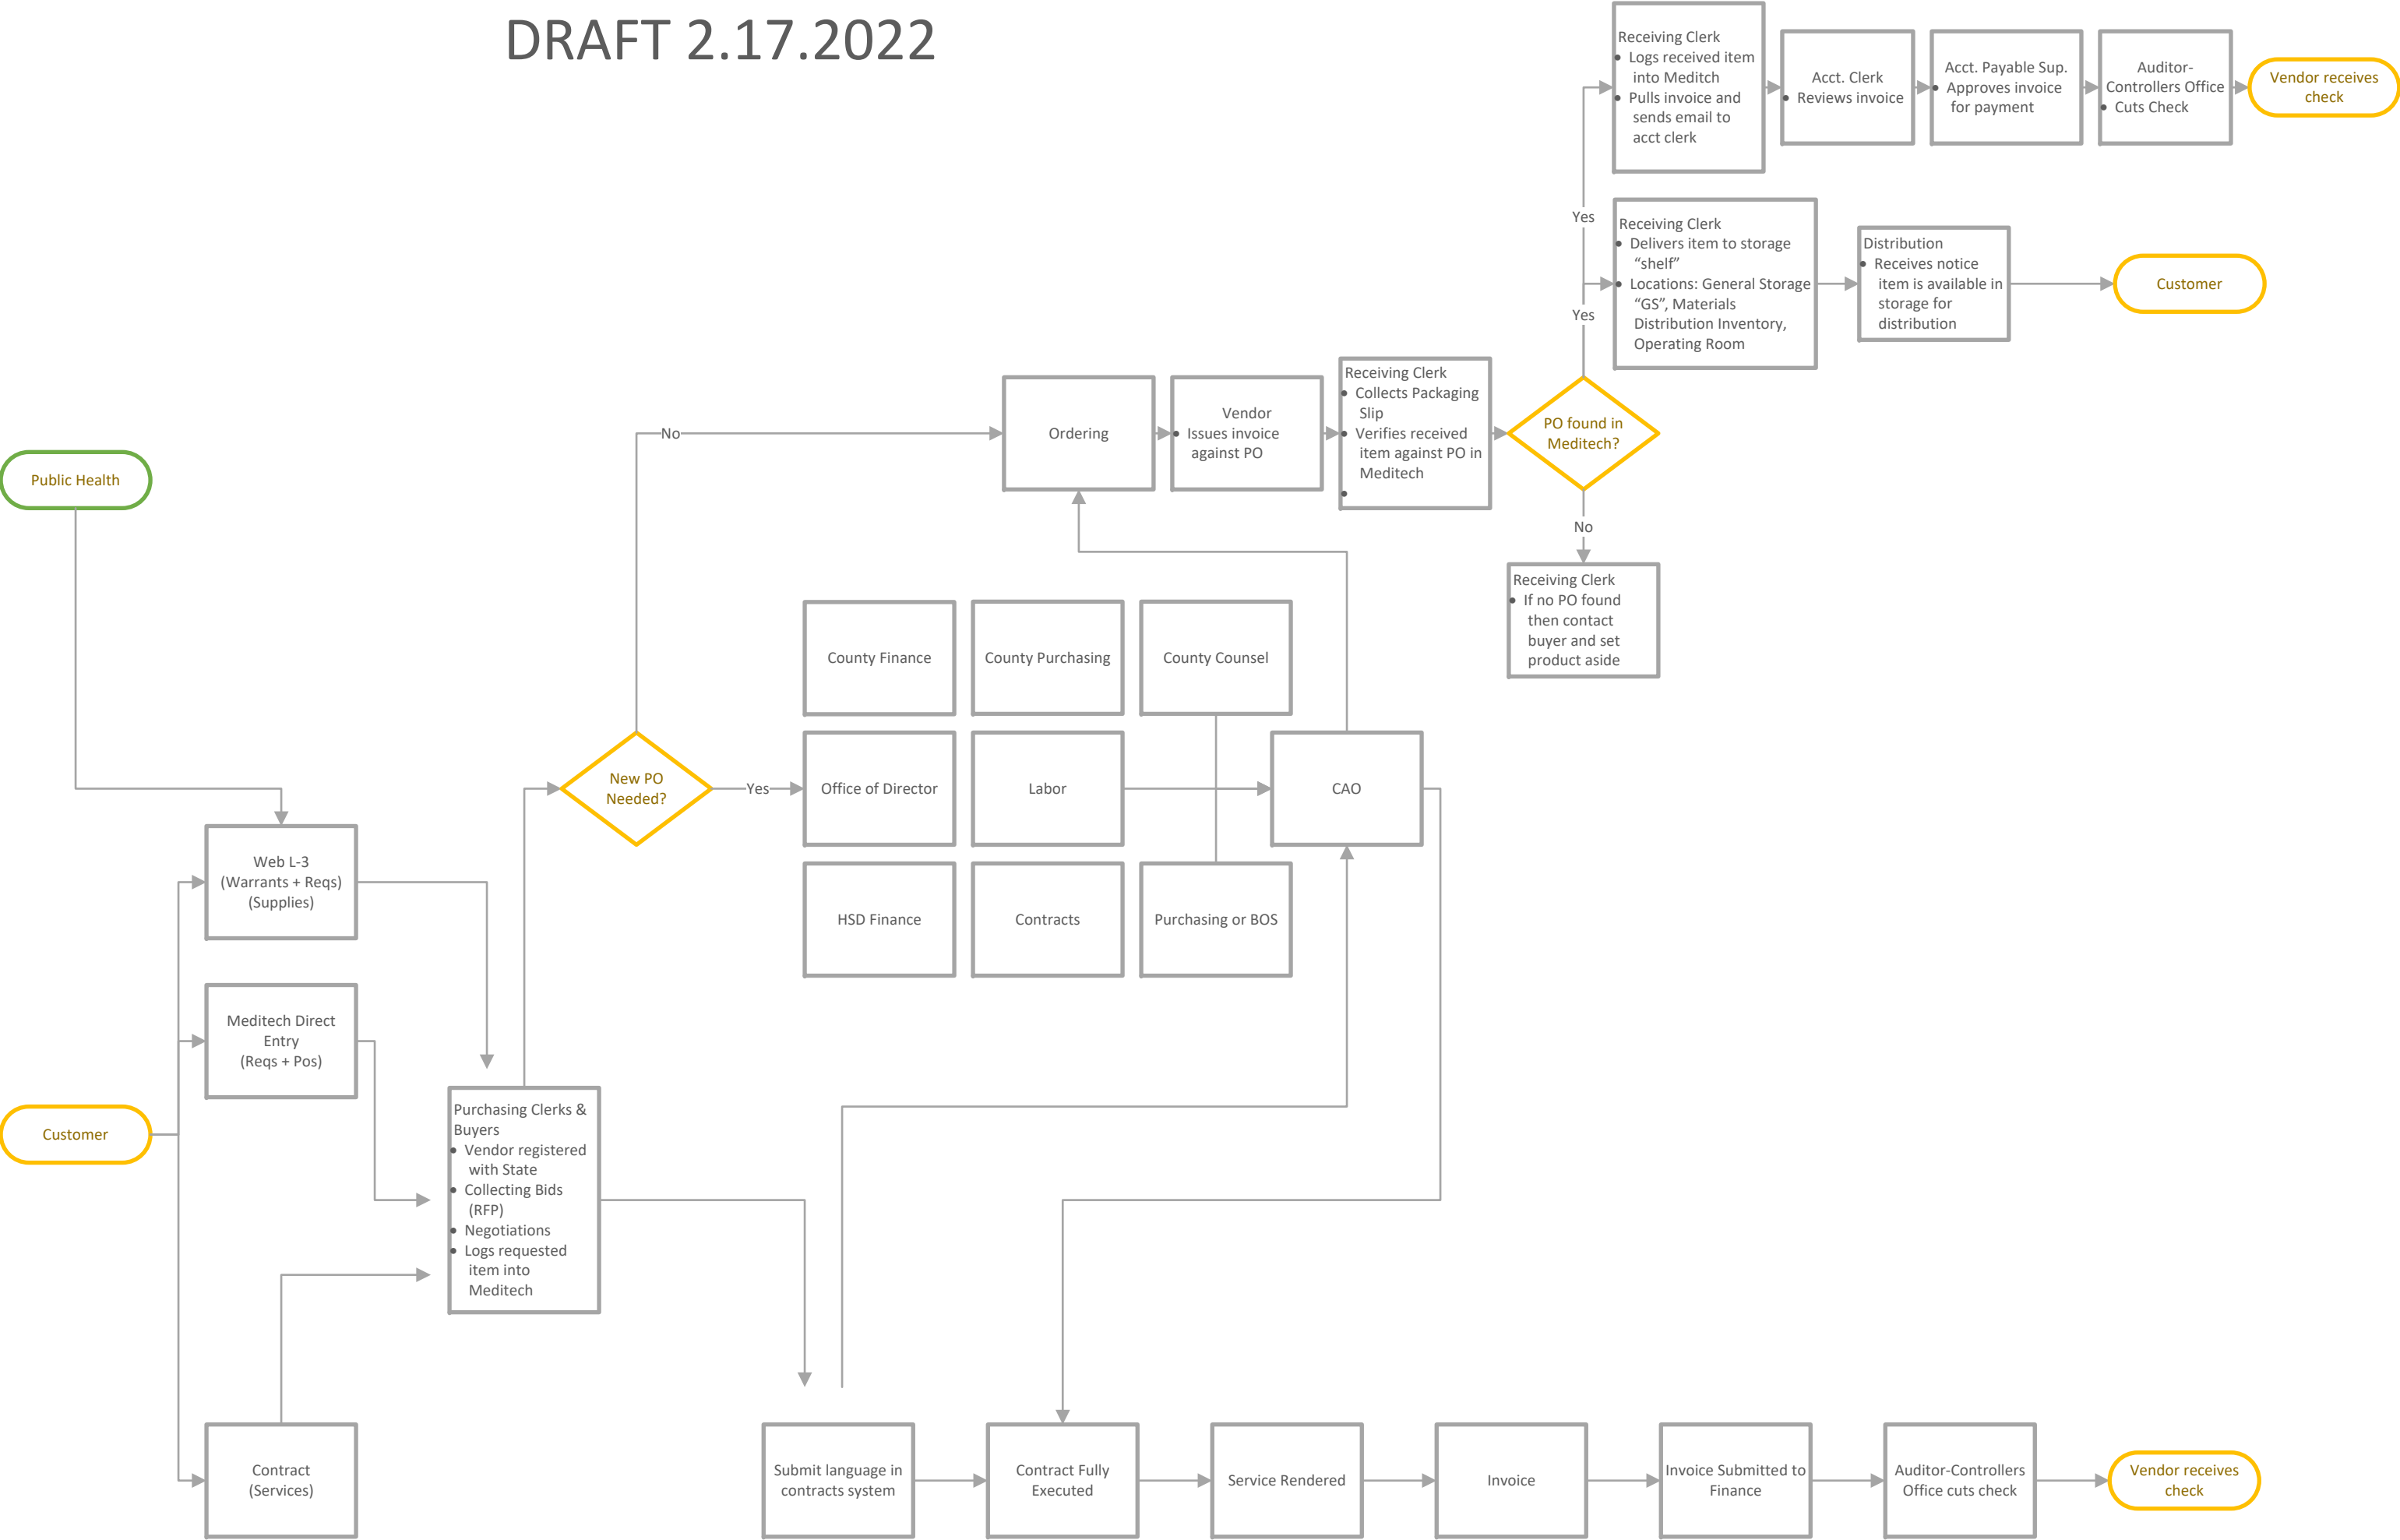 DRAFT 2.17.2022
Receiving Clerk
• Logs received item
into Meditch
• Pulls invoice and
sends email to
acct clerk
Acct. Clerk
• Reviews invoice
Acct. Payable Sup.
• Approves invoice
for payment
Auditor-
Controllers Office
• Cuts Check
Vendor receives
check
Yes
Receiving Clerk
• Delivers item to storage
“shelf”
• Locations: General Storage
“GS”, Materials
Distribution Inventory,
Operating Room
Distribution
• Receives notice
item is available in
storage for
distribution
Customer
Yes
No
Ordering
Vendor
• Issues invoice
against PO
Receiving Clerk
• Collects Packaging
Slip
• Verifies received
item against PO in
Meditech
•
PO found in
Meditech?
No
Receiving Clerk
• If no PO found
then contact
buyer and set
product aside
Public Health
County Finance
County Purchasing
County Counsel
New PO
Needed?
Yes
Office of Director
Labor
CAO
HSD Finance
Contracts
Purchasing or BOS
Web L-3
(Warrants + Reqs)
(Supplies)
Meditech Direct
Entry
(Reqs + Pos)
Customer
Purchasing Clerks &
Buyers
• Vendor registered
with State
• Collecting Bids
(RFP)
• Negotiations
• Logs requested
item into
Meditech
Contract
(Services)
Submit language in
contracts system
Contract Fully
Executed
Service Rendered
Invoice
Invoice Submitted to
Finance
Auditor-Controllers
Office cuts check
Vendor receives
check